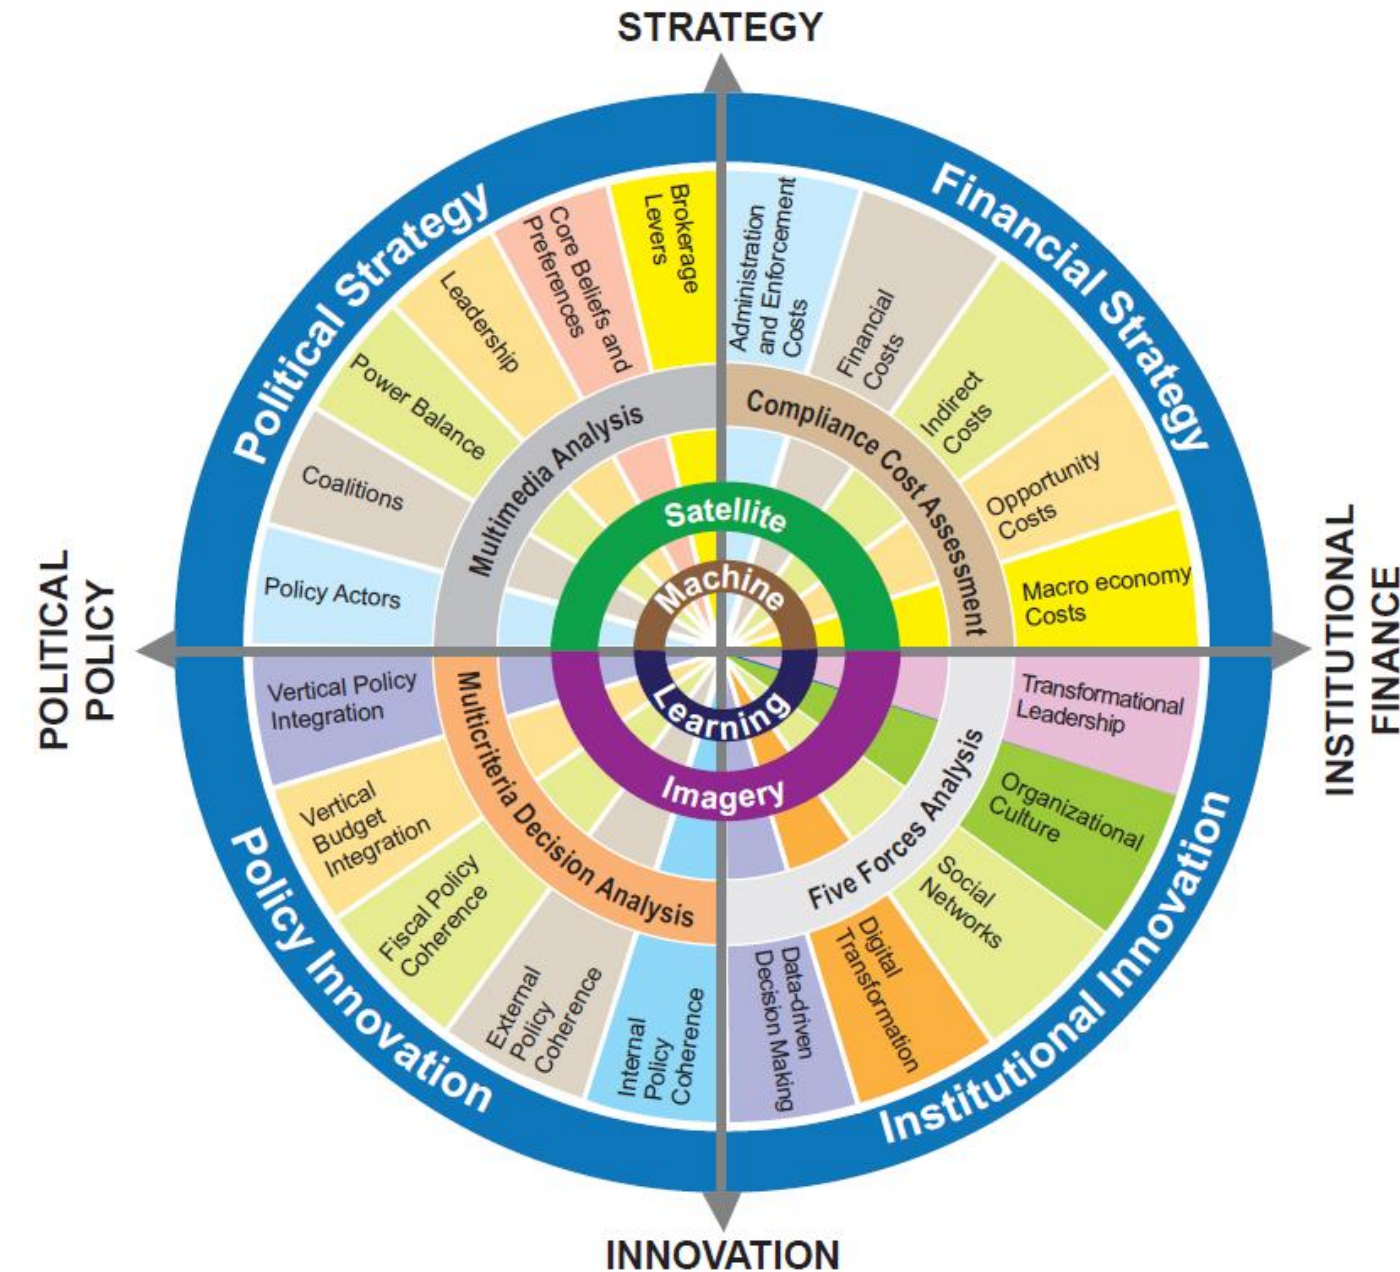 STRATEGY
Political Strategy
Financial Strategy
Brokerage
Levers
Core Beliefs and
Preferences
Leadership
Power Balance
Coalitions
Policy Actors
Administration
and Enforcement
Costs
Financial
Costs
Indirect
Costs
Opportunity
Costs
Macro economy
Costs
Multimedia Analysis
Compliance Cost Assessment
Satellite
Machine
POLITICAL
POLICY
INSTITUTIONAL
FINANCE
Learning
Imagery
Multicriteria Decision Analysis
Five Forces Analysis
Vertical Policy
Integration
Vertical
Budget
Integration
Fiscal Policy
Coherence
External
Policy
Coherence
Internal
Policy
Coherence
Transformational
Leadership
Organizational
Culture
Social
Networks
Digital
Transformation
Data-driven
Decision Making
Policy Innovation
Institutional Innovation
INNOVATION